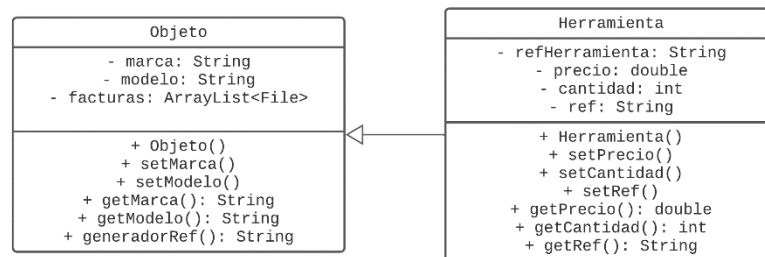 Objeto
- marca: String
- modelo: String
- facturas: ArrayList<File>
+ Objeto()
+ setMarca()
+ setModelo()
+ getMarca(): String
+ getModelo(): String
+ generadorRef(): String
Herramienta
- refHerramienta: String
- precio: double
- cantidad: int
- ref: String
+ Herramienta()
+ setPrecio()
+ setCantidad()
+ setRef()
+ getPrecio(): double
+ getCantidad(): int
+ getRef(): String